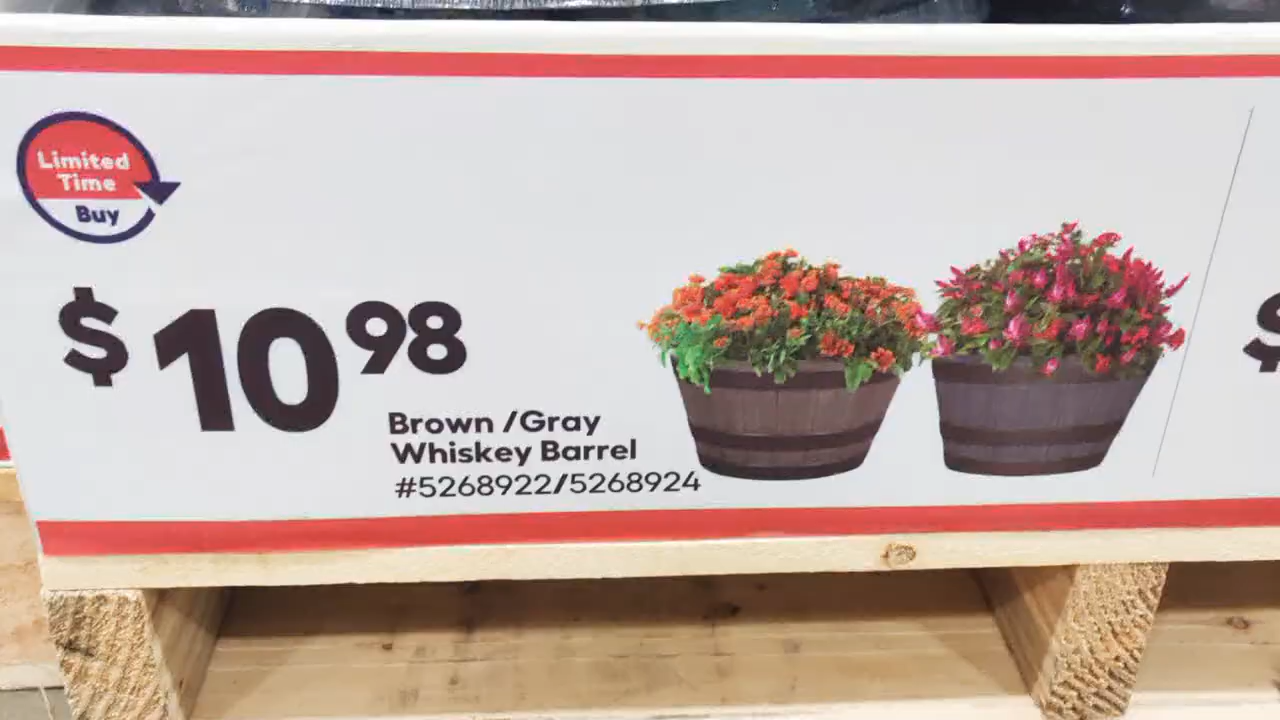 Limited
Time
Buy
$10 98
Brown /Gray
Whiskey Barrel
#5268922/5268924
$